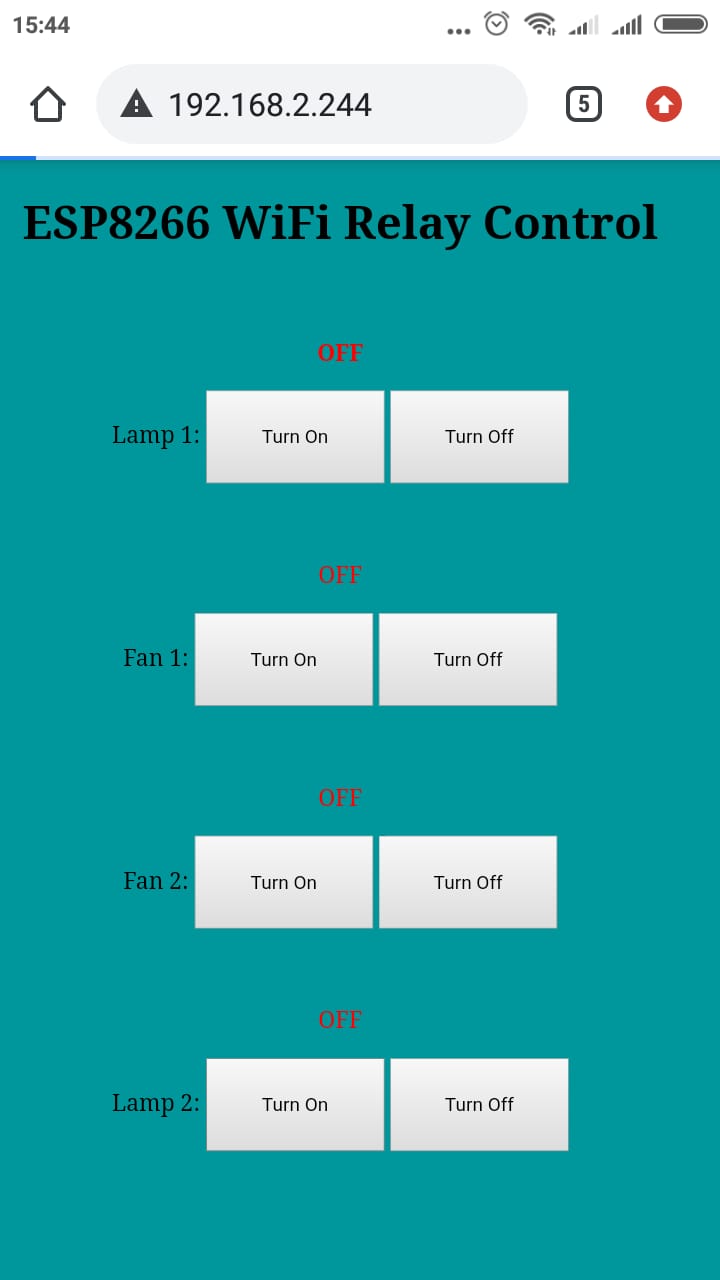 15:44
192.168.2.244
5
ESP8266 WiFi Relay Control
OFF
Lamp 1: Turn On Turn Off
OFF
Fan 1: Turn On Turn Off
OFF
Fan 2: Turn On Turn Off
OFF
Lamp 2: Turn On Turn Off